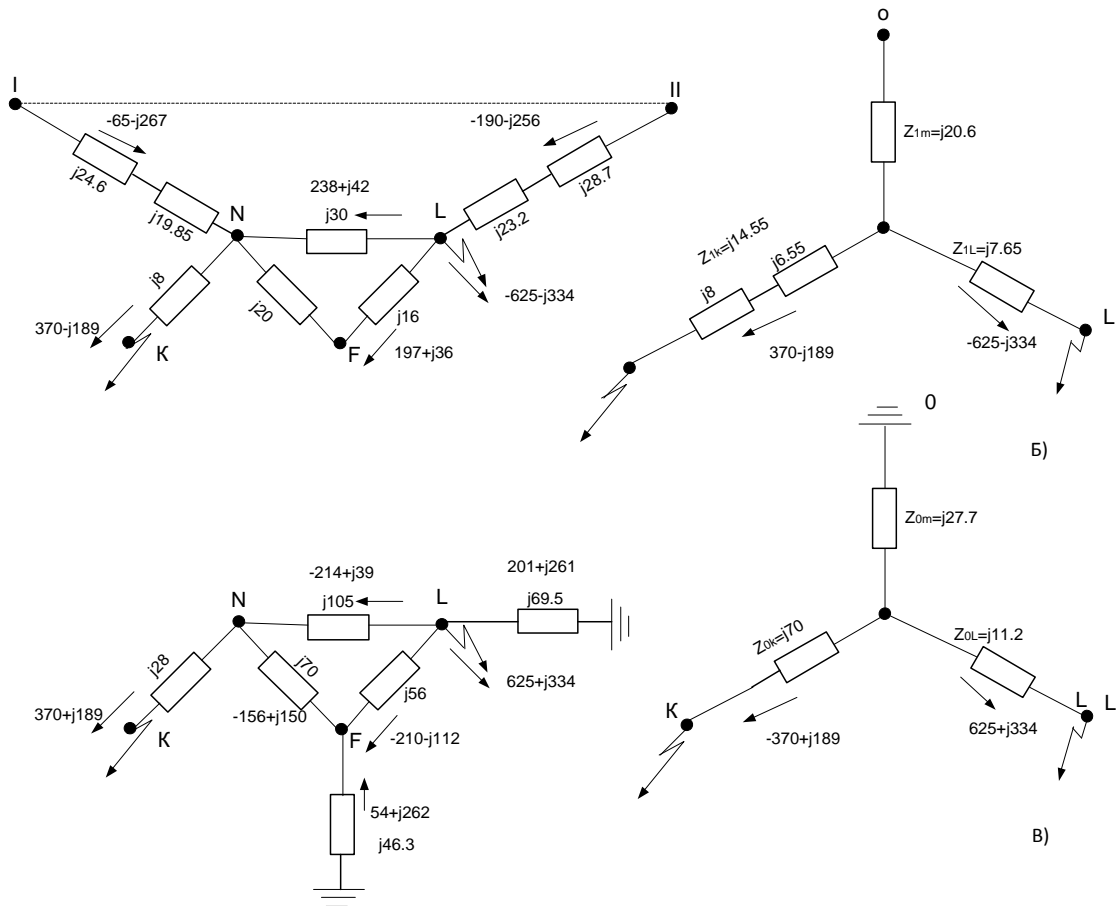 I
II
-65-j267
-190-j256
j24.6
j19.85
N
238+j42
j30
L
j23.2
j28.7
j8
j20
j16
-625-j334
370-j189
K
F
197+j36
o
Z1m=j20.6
Z1k=j14.55
j6.55
j8
Z1L=j7.65
370-j189
-625-j334
L
Б)
0
Z0m=j27.7
Z0k=j70
Z0L=j11.2
K
-370+j189
625+j334
L
L
В)
-214+j39
201+j261
N
j105
L
j69.5
j28
j70
j56
625+j334
370+j189
K
-156+j150
F
-210-j112
54+j262
j46.3